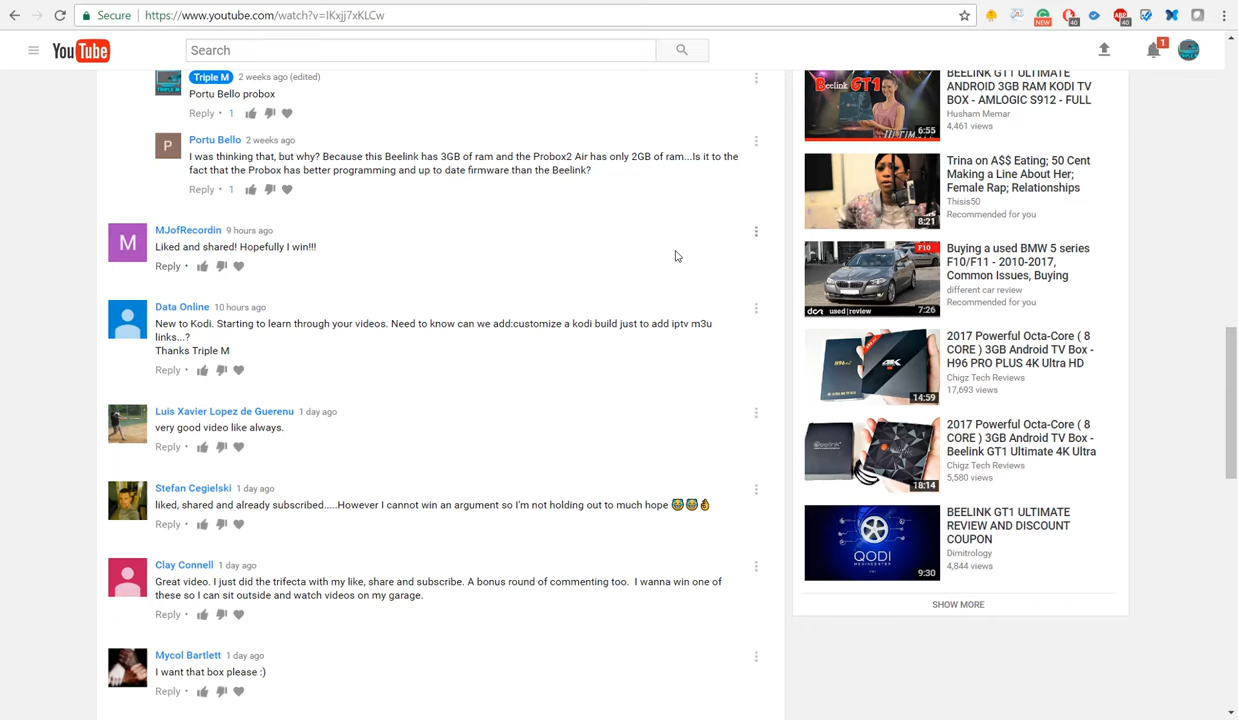 Secure https://www.youtube.com/watch?v=IKxjj7xKLCw
NEW 40 ABP 40
YouTube
Search
1
Triple M 2 weeks ago (edited)
Portu Bello probox
Reply • 1
P
Portu Bello 2 weeks ago
I was thinking that, but why? Because this Beelink has 3GB of ram and the Probox2 Air has only 2GB of ram...Is it to the
fact that the Probox has better programming and up to date firmware than the Beelink?
Reply • 1
M
MJofRecordin 9 hours ago
Liked and shared! Hopefully I win!!!
Reply •
Data Online 10 hours ago
New to Kodi. Starting to learn through your videos. Need to know can we add:customize a kodi build just to add iptv m3u
links...?
Thanks Triple M
Reply •
Luis Xavier Lopez de Guerenu 1 day ago
very good video like always.
Reply •
Stefan Cegielski 1 day ago
liked, shared and already subscribed.....However I cannot win an argument so I'm not holding out to much hope
Reply •
Clay Connell 1 day ago
Great video. I just did the trifecta with my like, share and subscribe. A bonus round of commenting too. I wanna win one of
these so I can sit outside and watch videos on my garage.
Reply •
Mycol Bartlett 1 day ago
I want that box please :)
Reply •
Beelink GT1
6:55
BEELINK GT1 ULTIMATE
ANDROID 3GB RAM KODI TV
BOX - AMLOGIC S912 - FULL
Husham Memar
4,461 views
8:21
Trina on A$$ Eating; 50 Cent
Making a Line About Her;
Female Rap; Relationships
Thisis50
Recommended for you
F10
dcr used|review
7:26
Buying a used BMW 5 series
F10/F11 - 2010-2017,
Common Issues, Buying
different car review
Recommended for you
H96
4K
14:59
2017 Powerful Octa-Core ( 8
CORE ) 3GB Android TV Box -
H96 PRO PLUS 4K Ultra HD
Chigz Tech Reviews
17,693 views
Beelink
18:14
2017 Powerful Octa-Core ( 8
CORE ) 3GB Android TV Box -
Beelink GT1 Ultimate 4K Ultra
Chigz Tech Reviews
5,580 views
QODI
MEDIACENTER
9:30
BEELINK GT1 ULTIMATE
REVIEW AND DISCOUNT
COUPON
Dimitrology
4,844 views
SHOW MORE